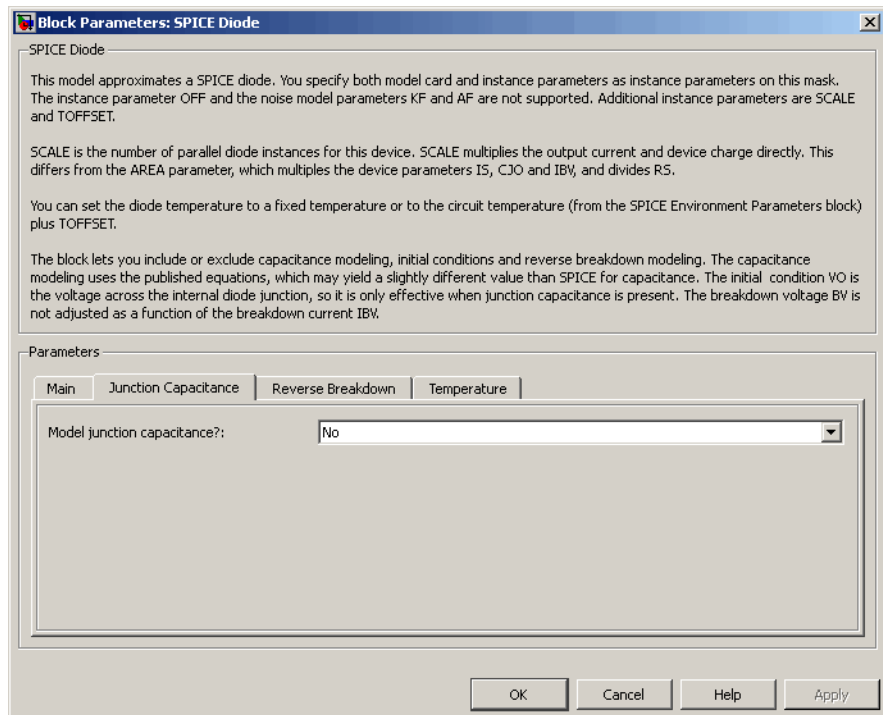 Block Parameters: SPICE Diode
SPICE Diode
This model approximates a SPICE diode. You specify both model card and instance parameters as instance parameters on this mask.
The instance parameter OFF and the noise model parameters KF and AF are not supported. Additional instance parameters are SCALE
and TOFFSET.
SCALE is the number of parallel diode instances for this device. SCALE multiplies the output current and device charge directly. This
differs from the AREA parameter, which multiples the device parameters IS, CJO and IBV, and divides RS.
You can set the diode temperature to a fixed temperature or to the circuit temperature (from the SPICE Environment Parameters block)
plus TOFFSET.
The block lets you include or exclude capacitance modeling, initial conditions and reverse breakdown modeling. The capacitance
modeling uses the published equations, which may yield a slightly different value than SPICE for capacitance. The initial condition VO is
the voltage across the internal diode junction, so it is only effective when junction capacitance is present. The breakdown voltage BV is
not adjusted as a function of the breakdown current IBV.
Parameters
Main Junction Capacitance Reverse Breakdown Temperature
Model junction capacitance?: No
OK Cancel Help Apply